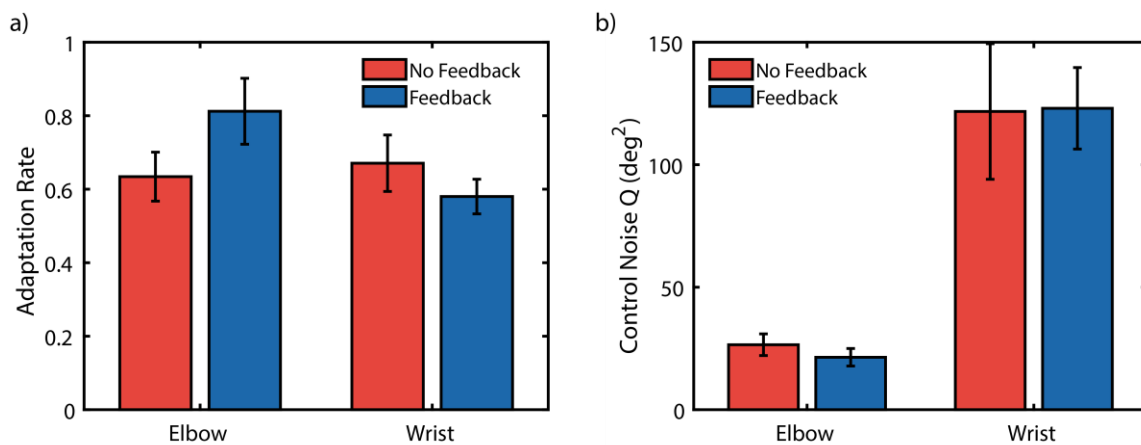 a)
Adaptation Rate
1
0.8
0.6
0.4
0.2
0
No Feedback
Feedback
Elbow
Wrist
b)
Control Noise Q (deg²)
150
100
50
0
No Feedback
Feedback
Elbow
Wrist